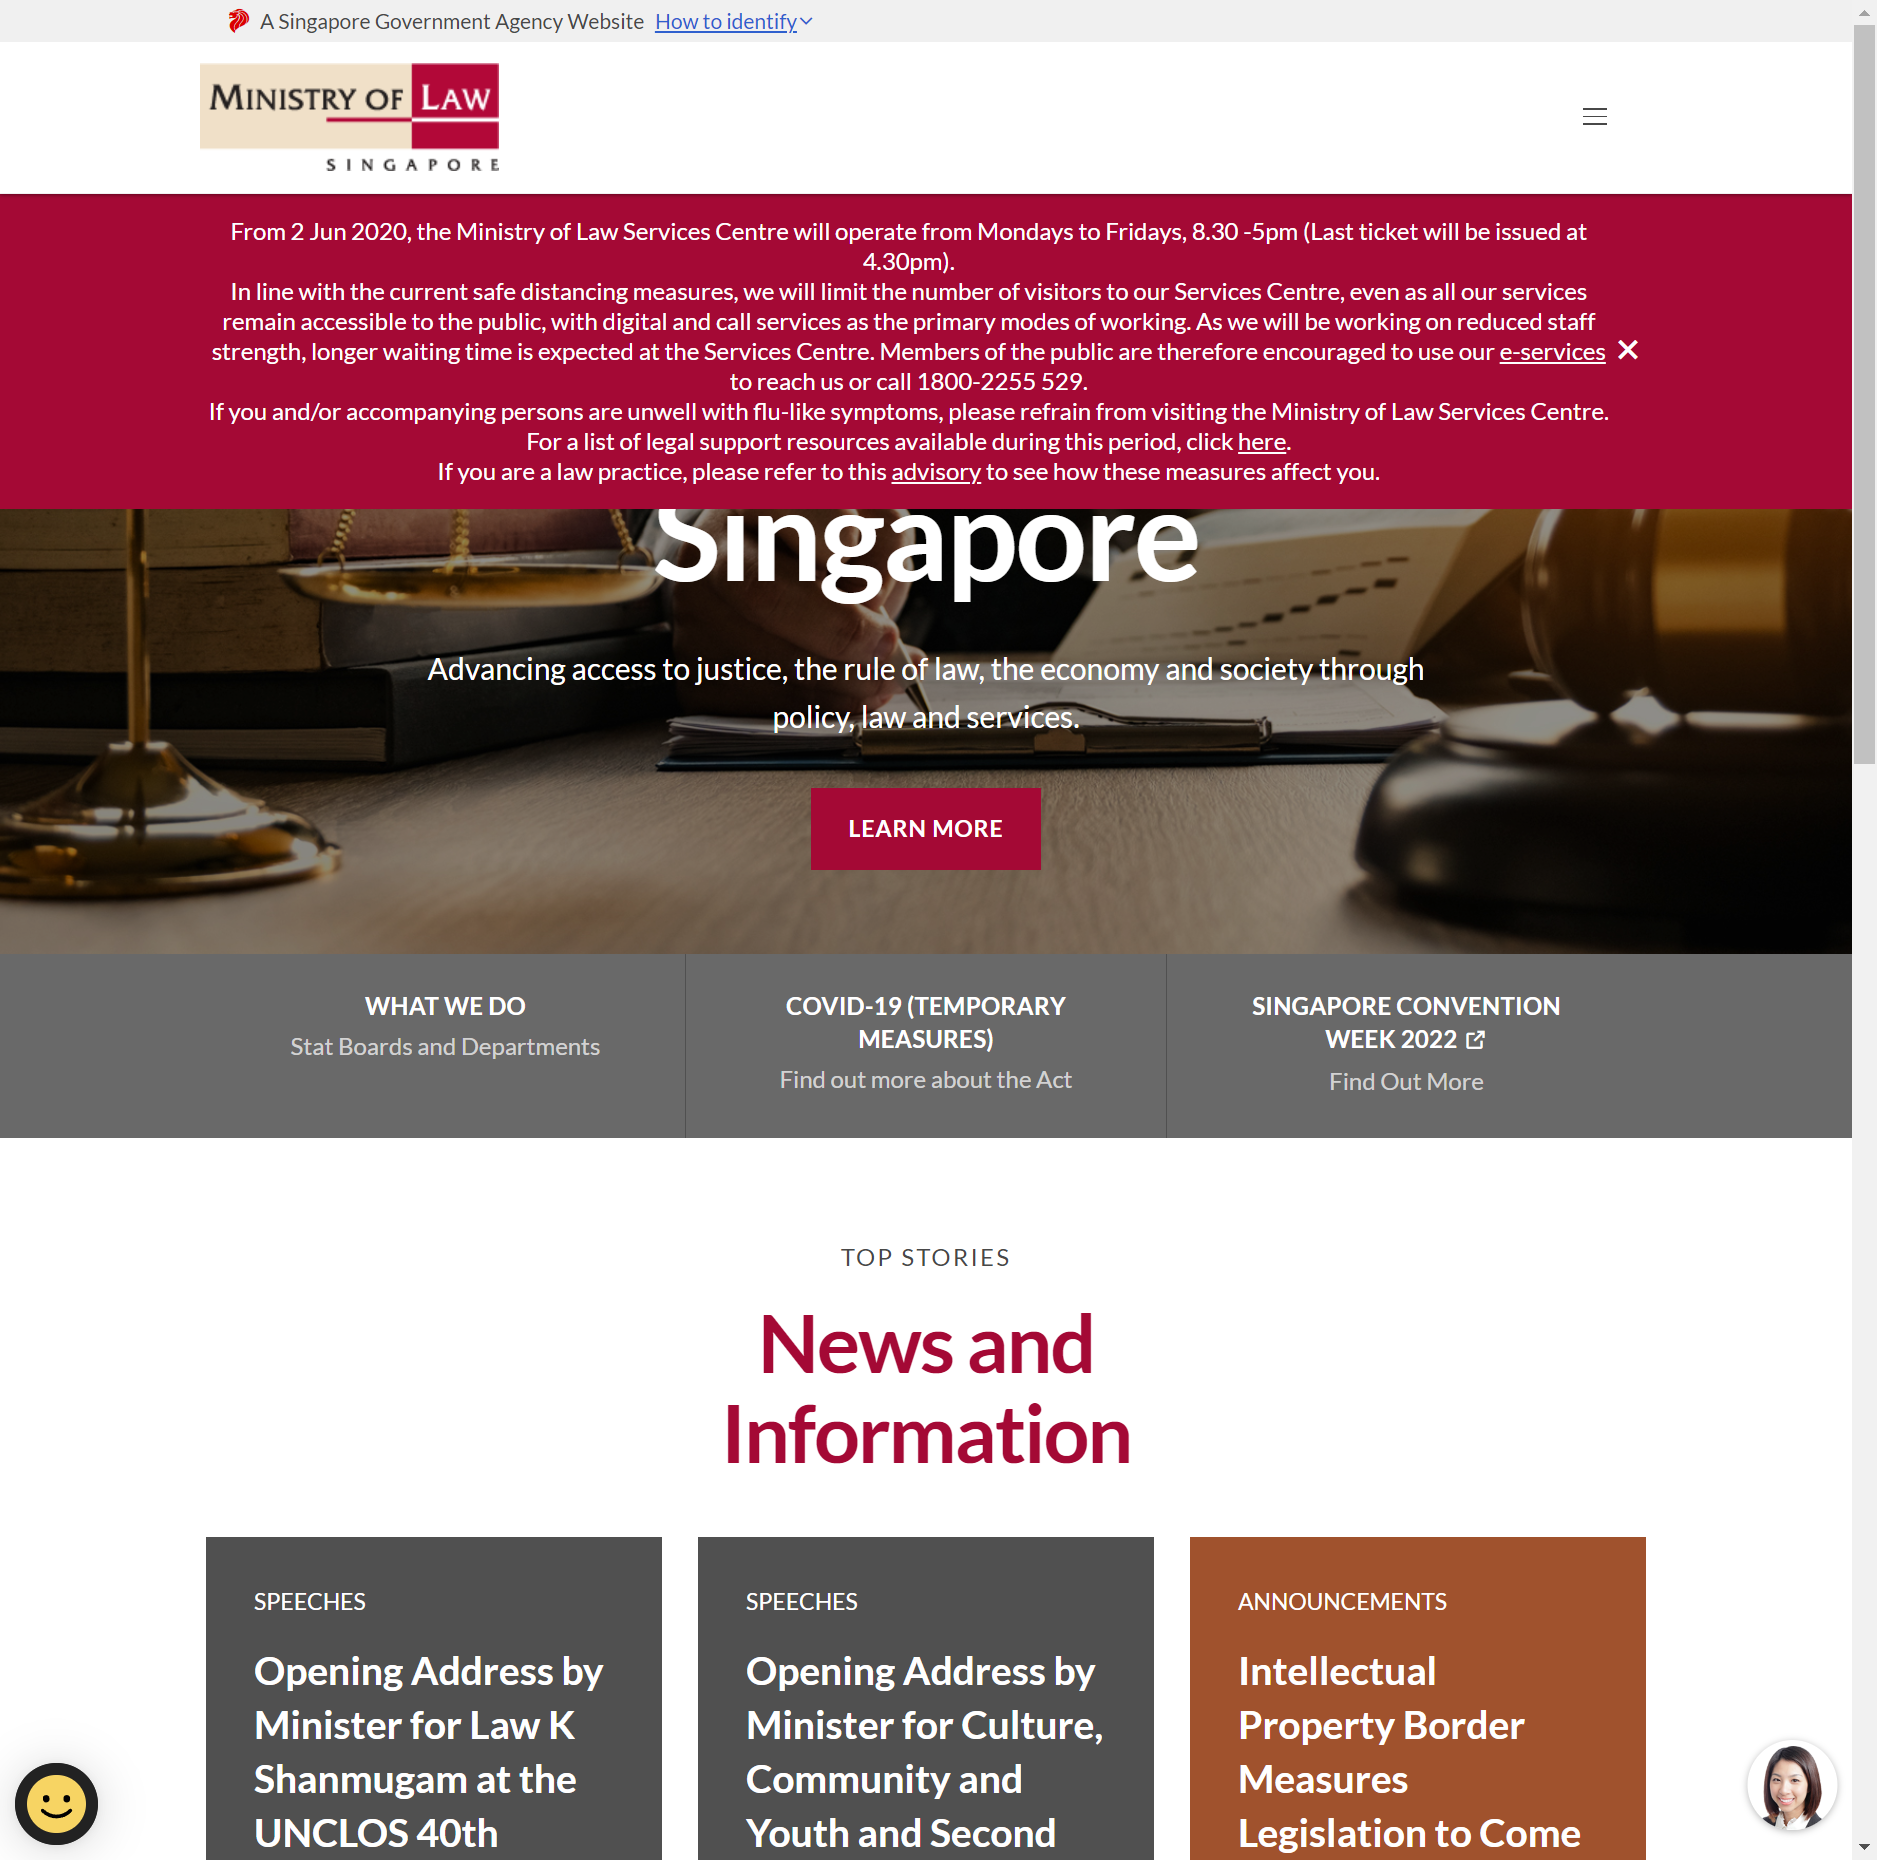 A Singapore Government Agency Website How to identify
MINISTRY OF LAW
SINGAPORE
From 2 Jun 2020, the Ministry of Law Services Centre will operate from Mondays to Fridays, 8.30 -5pm (Last ticket will be issued at
4.30pm).
In line with the current safe distancing measures, we will limit the number of visitors to our Services Centre, even as all our services
remain accessible to the public, with digital and call services as the primary modes of working. As we will be working on reduced staff
strength, longer waiting time is expected at the Services Centre. Members of the public are therefore encouraged to use our e-services
to reach us or call 1800-2255 529.
If you and/or accompanying persons are unwell with flu-like symptoms, please refrain from visiting the Ministry of Law Services Centre.
For a list of legal support resources available during this period, click here.
If you are a law practice, please refer to this advisory to see how these measures affect you.
Singapore
Advancing access to justice, the rule of law, the economy and society through
policy, law and services.
LEARN MORE
WHAT WE DO
Stat Boards and Departments
COVID-19 (TEMPORARY
MEASURES)
Find out more about the Act
SINGAPORE CONVENTION
WEEK 2022
Find Out More
TOP STORIES
News and
Information
SPEECHES
Opening Address by
Minister for Law K
Shanmugam at the
UNCLOS 40th
SPEECHES
Opening Address by
Minister for Culture,
Community and
Youth and Second
ANNOUNCEMENTS
Intellectual
Property Border
Measures
Legislation to Come